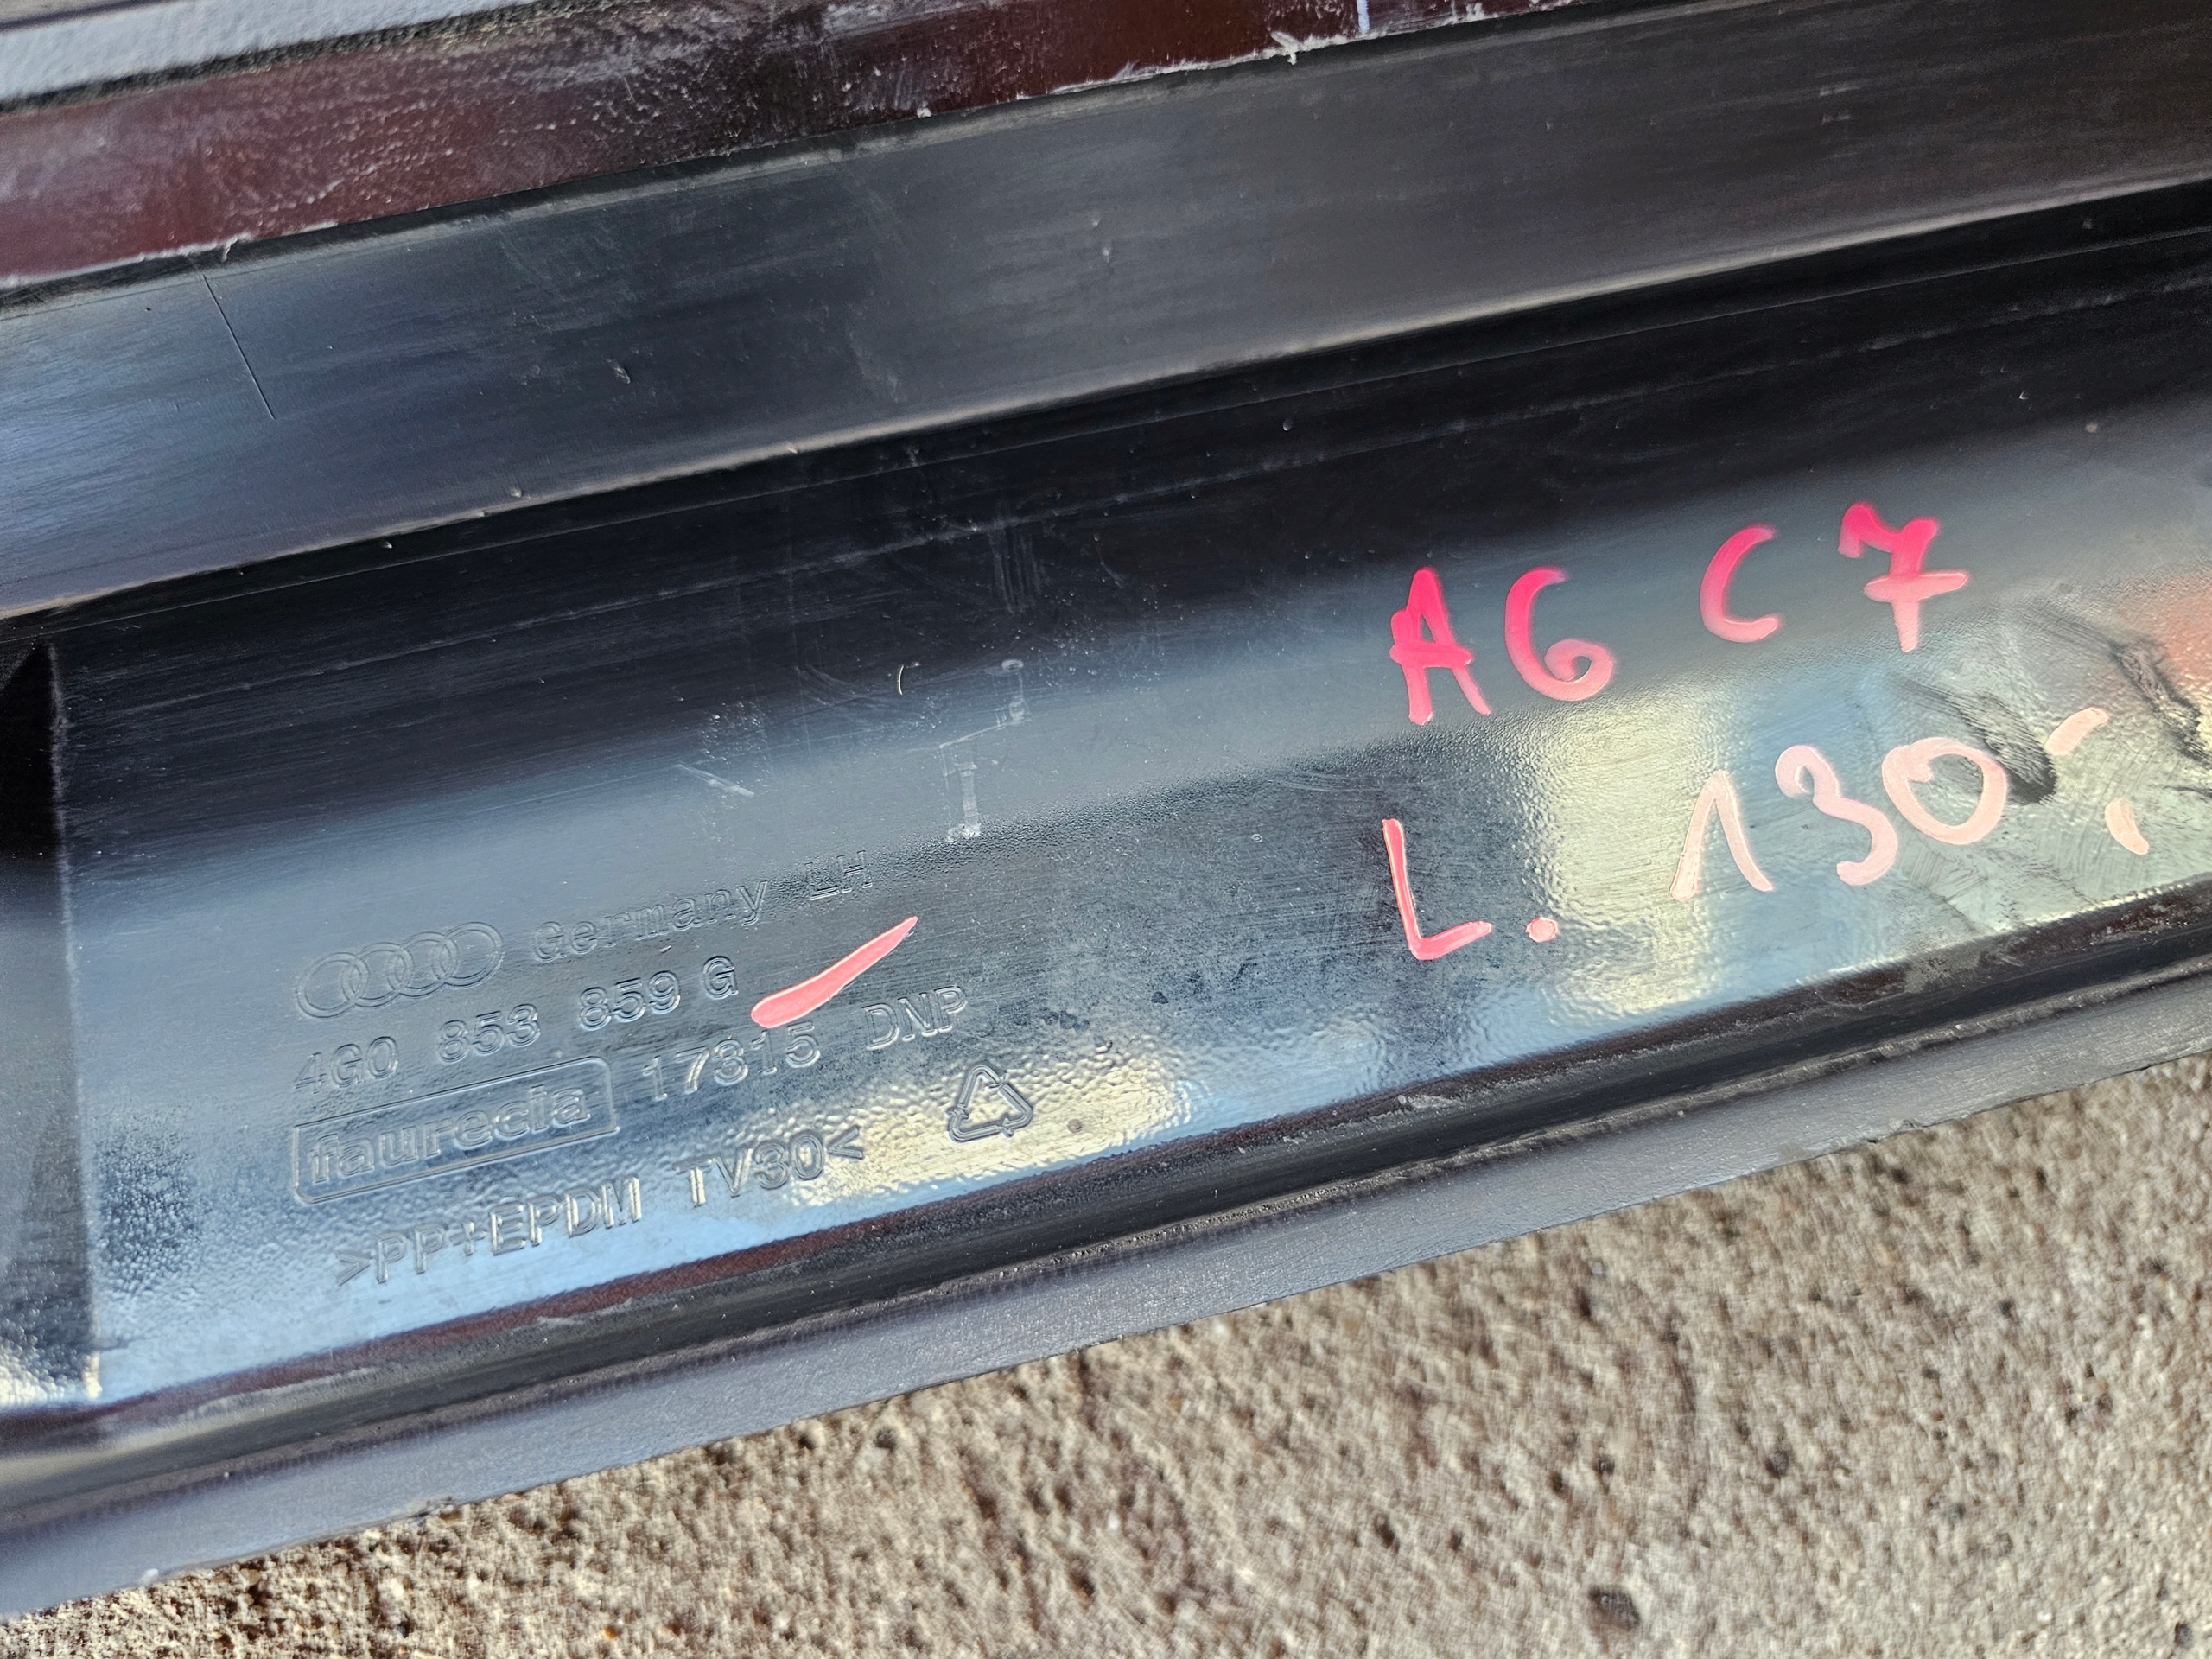 A6 C7
L. 130,-
Germany LH
4G0 853 859 G
faurecia 17315 DNP
>PP+EPDM TV30<